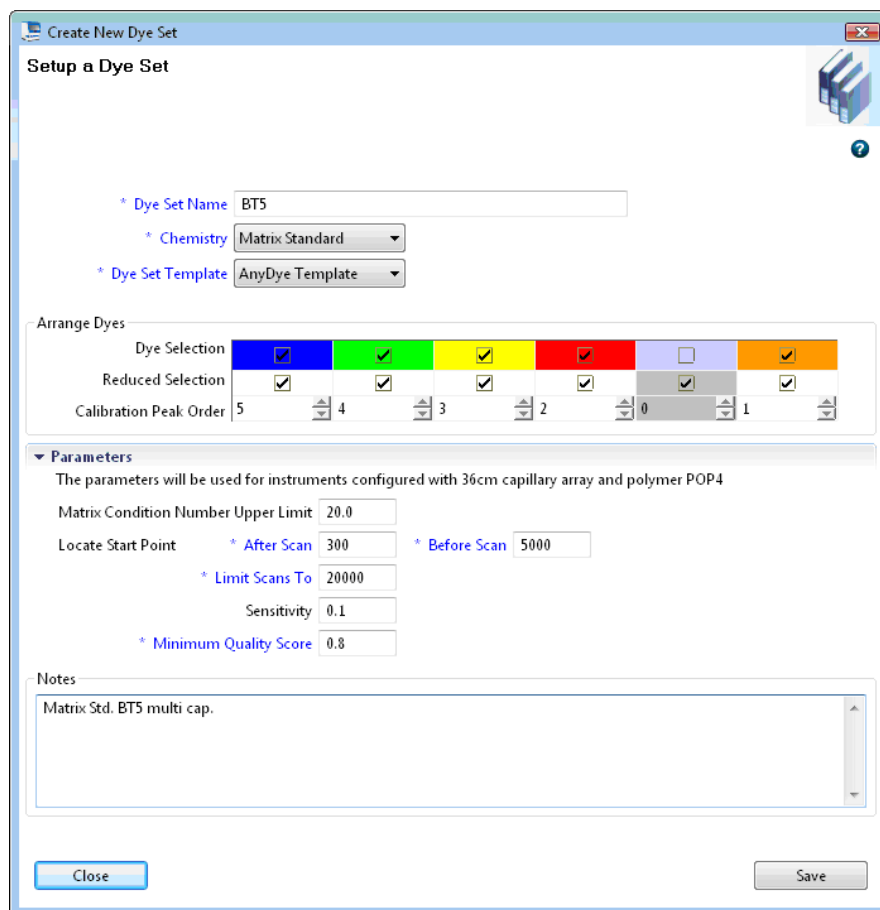 Create New Dye Set
Setup a Dye Set
?
* Dye Set Name BT5
* Chemistry Matrix Standard
* Dye Set Template AnyDye Template
Arrange Dyes
Dye Selection
Reduced Selection
Calibration Peak Order 5 4 3 2 0 1
Parameters
The parameters will be used for instruments configured with 36cm capillary array and polymer POP4
Matrix Condition Number Upper Limit 20.0
Locate Start Point * After Scan 300 * Before Scan 5000
* Limit Scans To 20000
Sensitivity 0.1
* Minimum Quality Score 0.8
Notes
Matrix Std. BT5 multi cap.
Close Save